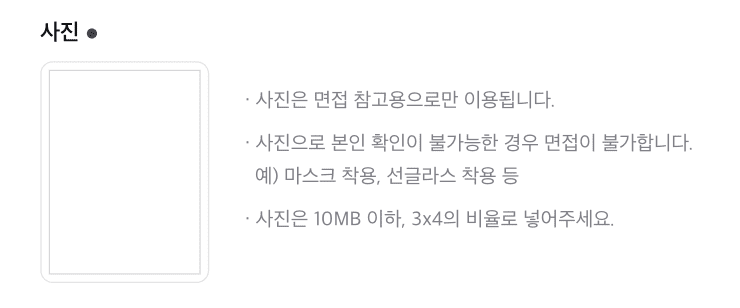 사진 ●
· 사진은 면접 참고용으로만 이용됩니다.
· 사진으로 본인 확인이 불가능한 경우 면접이 불가합니다.
예) 마스크 착용, 선글라스 착용 등
· 사진은 10MB 이하, 3x4의 비율로 넣어주세요.